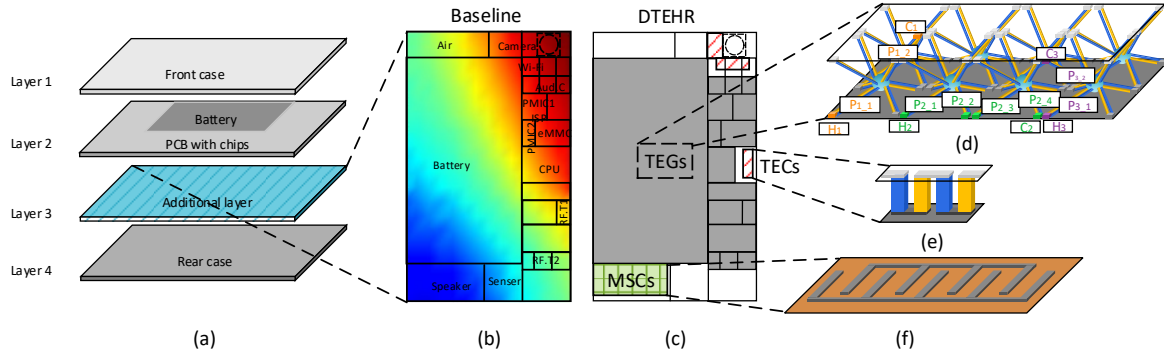 Layer 1
Front case
Layer 2
Battery
PCB with chips
Layer 3
Additional layer
Layer 4
Rear case
(a)
Baseline
Air
Camera
Wi-Fi
Aud.C
PMIC1
ISP
PMIC2
eMMC
Battery
CPU
RF.T1
RF.T2
Speaker
Senser
(b)
DTEHR
TEGs
TECs
MSCs
(c)
C1
P1_2
C3
P3_2
P1_1
P2_1
P2_2
P2_3
P2_4
P3_1
H1
H2
C2
H3
(d)
(e)
(f)